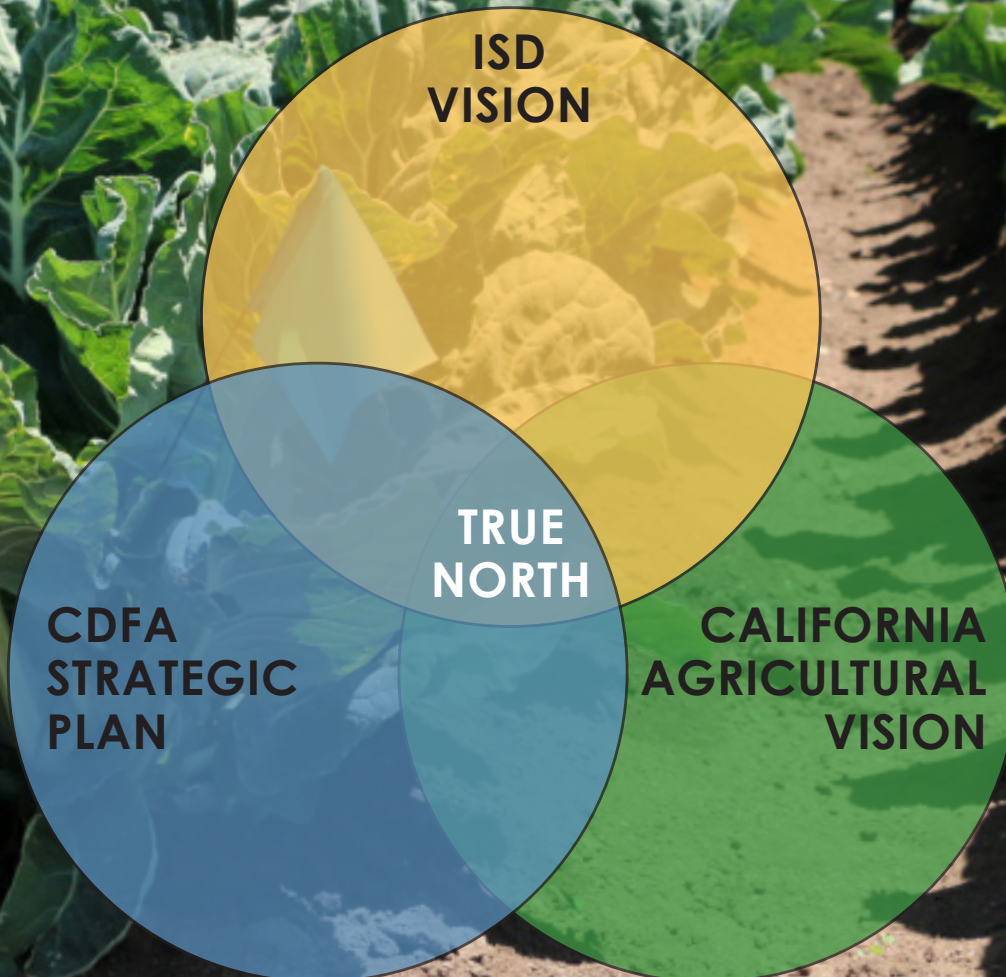 ISD
VISION
TRUE
NORTH
CDFA
STRATEGIC
PLAN
CALIFORNIA
AGRICULTURAL
VISION